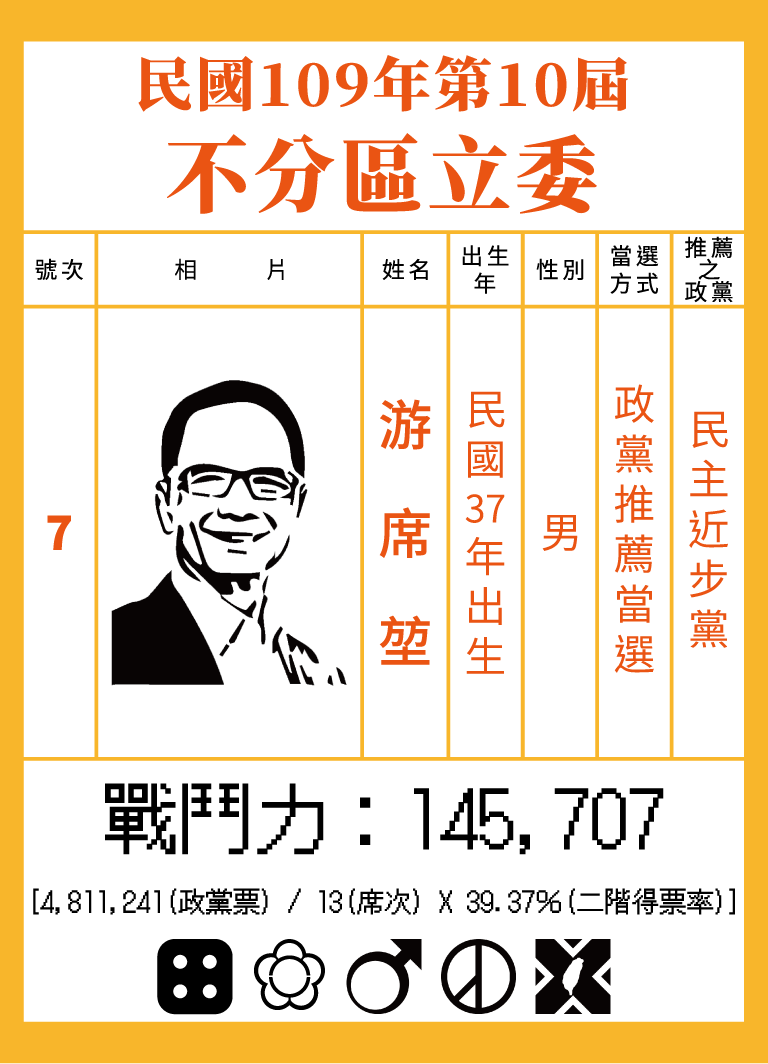 民國109年第10屆
不分區立委
號次
相片
姓名
出生年
性別
當選方式
推薦之政黨
7
游席堃
民國37年出生
男
政黨推薦當選
民主近步黨
戰鬥力：145,707
[4,811,241(政黨票) / 13(席次) X 39.37%(二階得票率)]